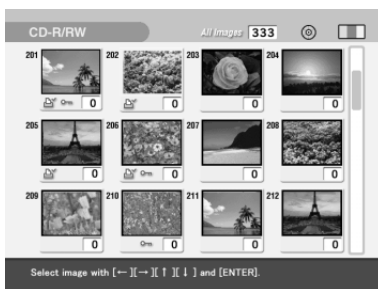 CD-R/RW All Images 333
201 202 203 204
0 0 0 0
205 206 207 208
0 0 0 0
209 210 211 212
0 0 0 0
Select image with [←][→][↑][↓] and [ENTER].